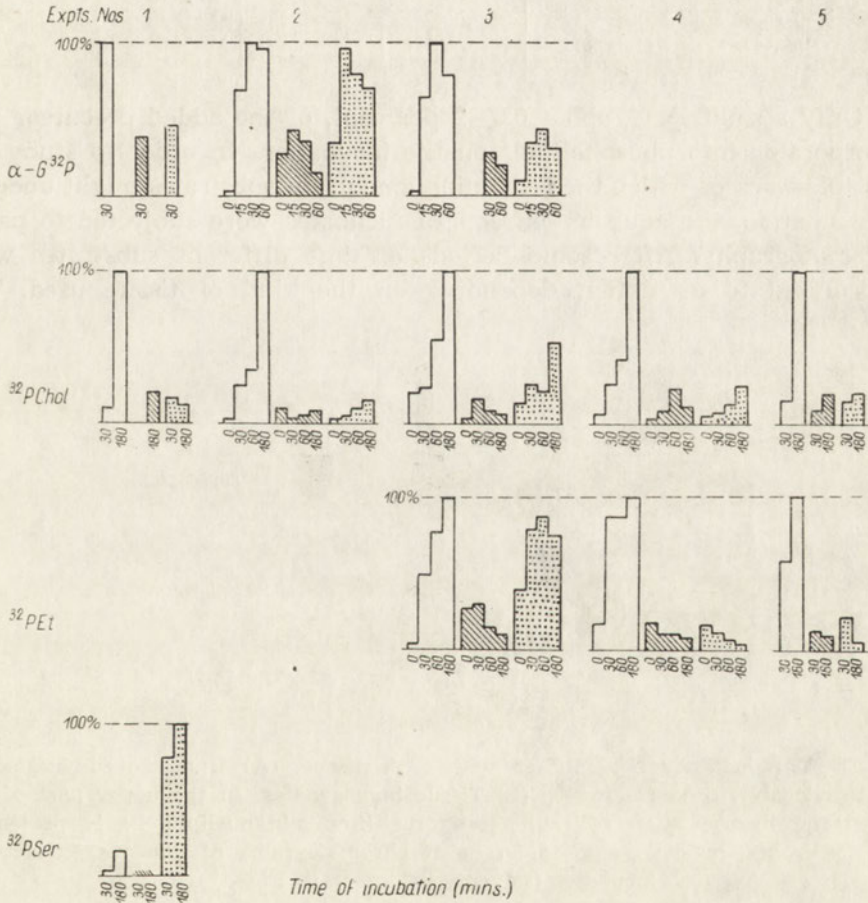 Expts. Nos 1 2 3 4 5
100%
α-G³²P
30 30 30 0 15 30 60 0 15 30 60 0 15 30 60 0 15 30 60 30 60 0 15 30 60
100%
³²PChol
30 180 180 30 180 0 30 60 180 0 30 60 180 0 30 60 180 0 30 60 180 0 30 60 180 0 30 60 180 0 30 60 180 0 30 60 180 0 30 60 180 30 180 30 180 30 180
100%
³²PEt
0 30 60 180 0 30 60 180 0 30 60 180 0 30 60 180 0 30 60 180 0 30 60 180 30 180 30 180 30 180
100%
³²PSer
30 180 30 180 30 180
Time of incubation (mins.)